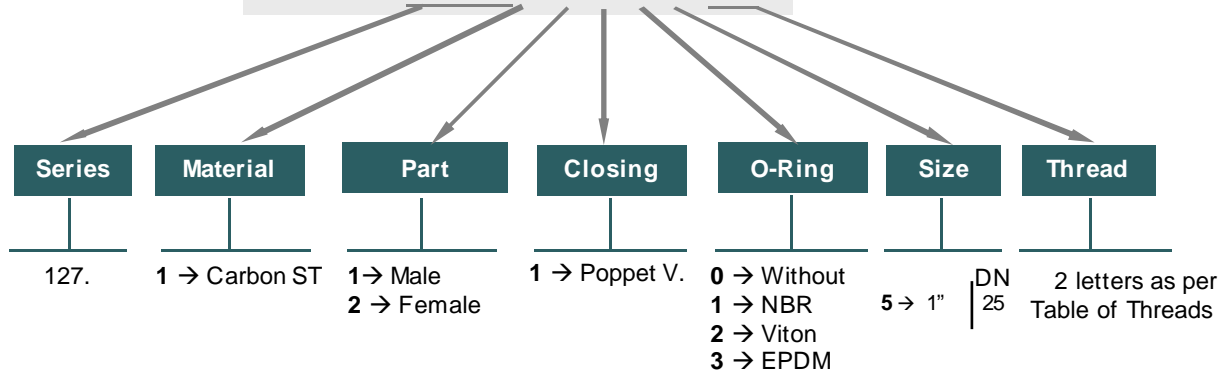 Series Material Part Closing O-Ring Size Thread
127. 1 → Carbon ST 1→ Male 1 → Poppet V. 0 → Without DN 2 letters as per
2 → Female 1 → NBR 5 → 1” 25 Table of Threads
2 → Viton
3 → EPDM